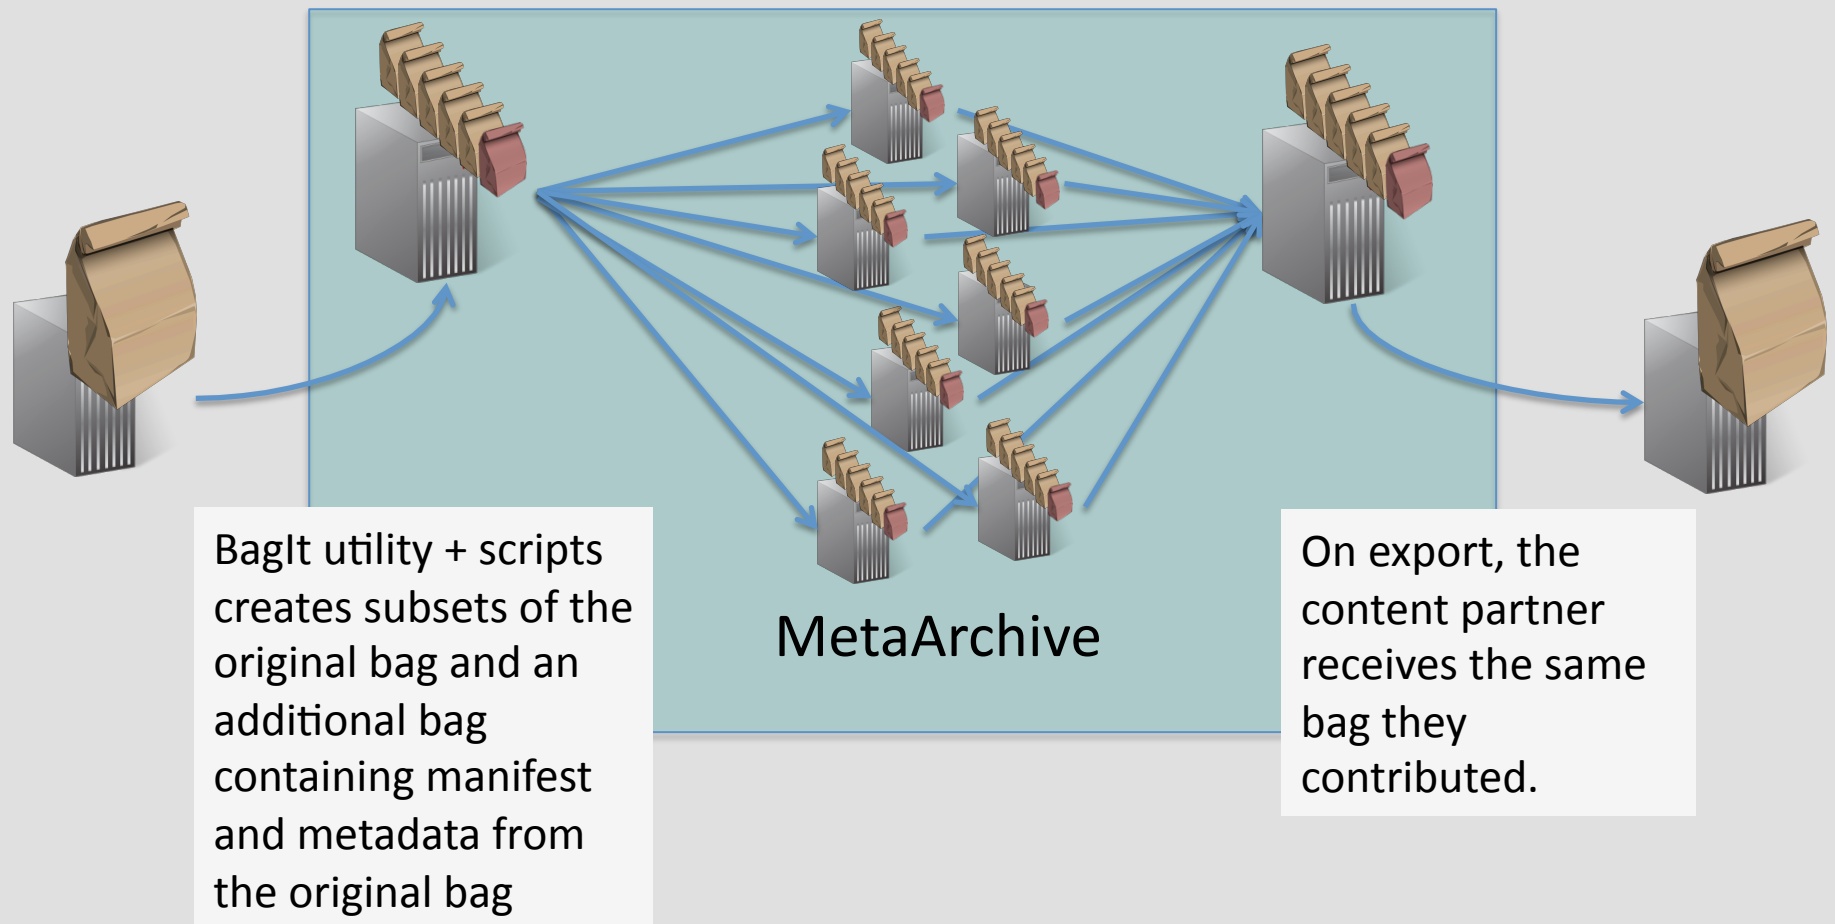 BagIt utility + scripts
creates subsets of the
original bag and an
additional bag
containing manifest
and metadata from
the original bag
MetaArchive
On export, the
content partner
receives the same
bag they
contributed.